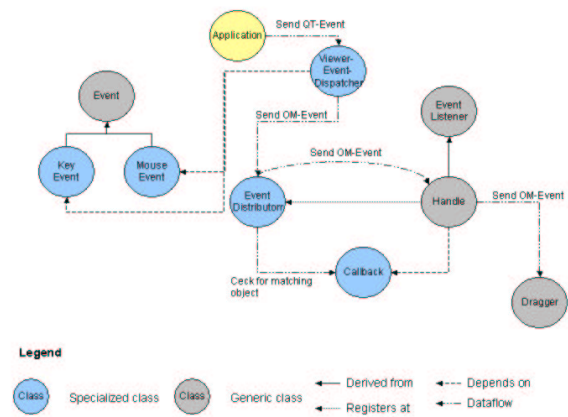 Send QT-Event
Application
Viewer-
Event-
Dispatcher
Event
Event
Listener
Send OM-Event
Key
Event
Mouse
Event
Send OM-Event
Event
Distributorn
Handle
Send OM-Event
Ceck for matching
object
Callback
Dragger
Legend
Class
Specialized class
Class
Generic class
Derived from
Registers at
Depends on
Dataflow